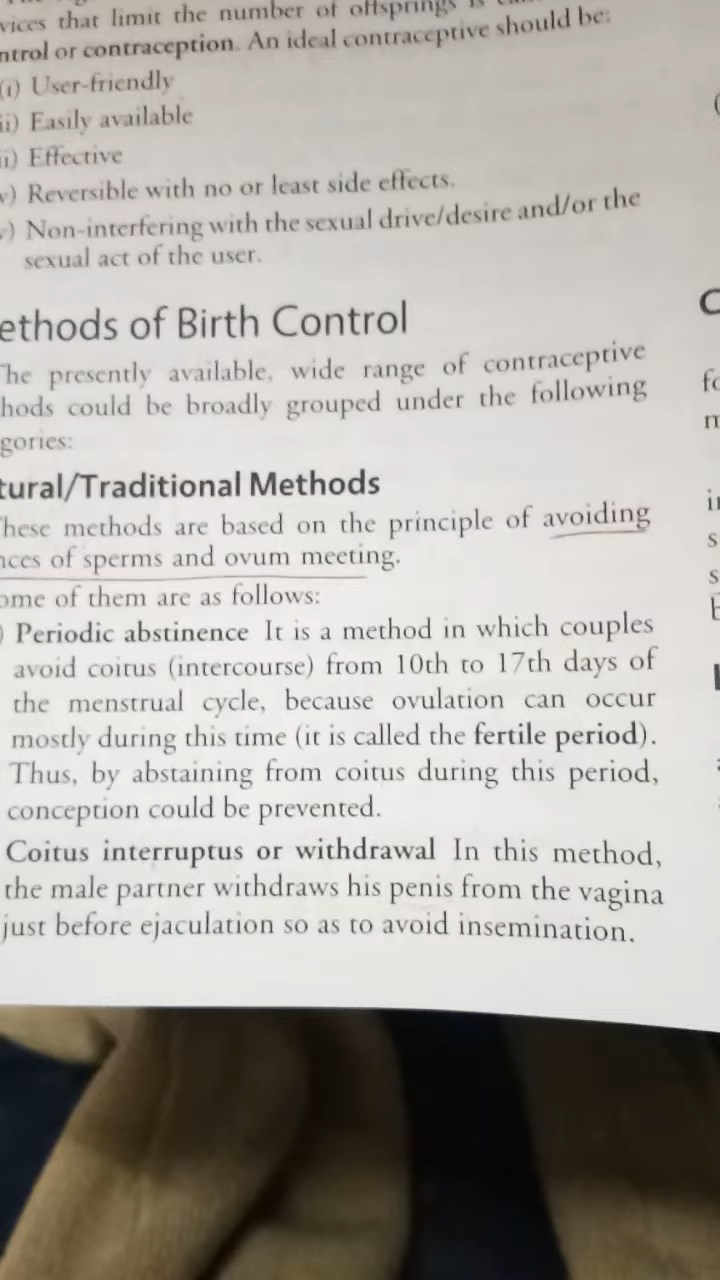 vices that limit the number of offsprings is
ntrol or contraception. An ideal contraceptive should be:
(i) User-friendly
ii) Easily available
ii) Effective
v) Reversible with no or least side effects.
) Non-interfering with the sexual drive/desire and/or the
sexual act of the user.
ethods of Birth Control
The presently available, wide range of contraceptive
hods could be broadly grouped under the following
gories:
tural/Traditional Methods
These methods are based on the principle of avoiding
nces of sperms and ovum meeting.
ome of them are as follows:
) Periodic abstinence It is a method in which couples
avoid coitus (intercourse) from 10th to 17th days of
the menstrual cycle, because ovulation can occur
mostly during this time (it is called the fertile period).
Thus, by abstaining from coitus during this period,
conception could be prevented.
Coitus interruptus or withdrawal In this method,
the male partner withdraws his penis from the vagina
just before ejaculation so as to avoid insemination.